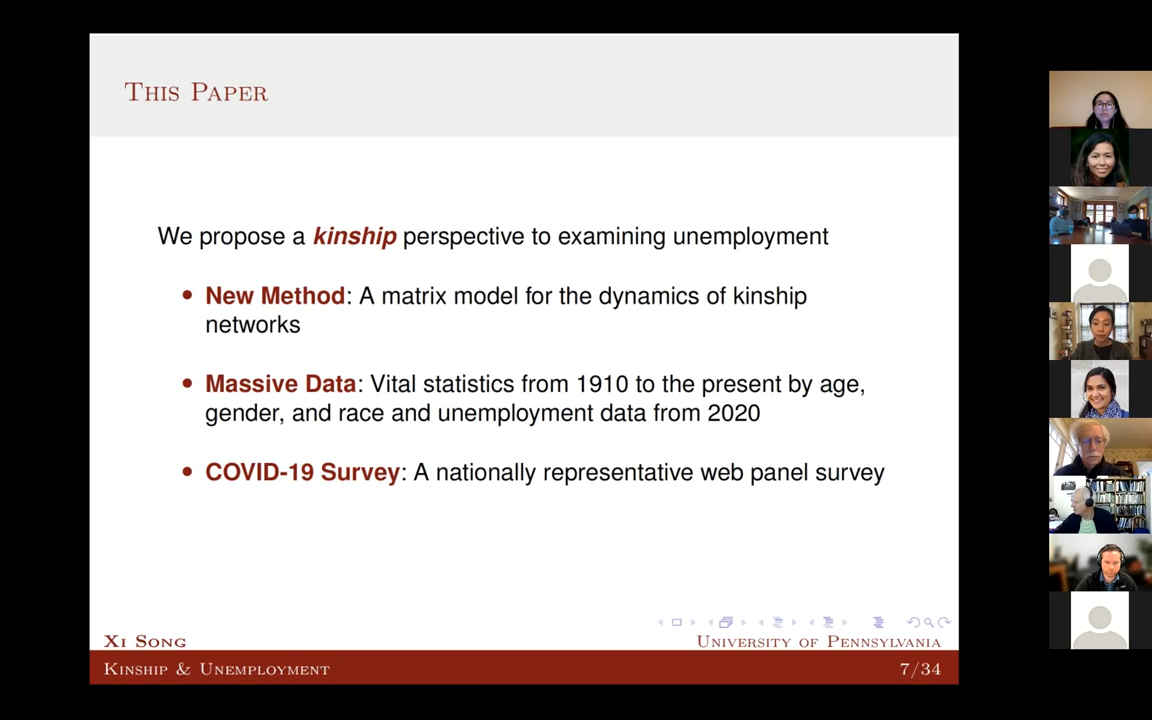 THIS PAPER
We propose a kinship perspective to examining unemployment
• New Method: A matrix model for the dynamics of kinship
networks
• Massive Data: Vital statistics from 1910 to the present by age,
gender, and race and unemployment data from 2020
• COVID-19 Survey: A nationally representative web panel survey
XI SONG
UNIVERSITY OF PENNSYLVANIA
KINSHIP & UNEMPLOYMENT
7/34